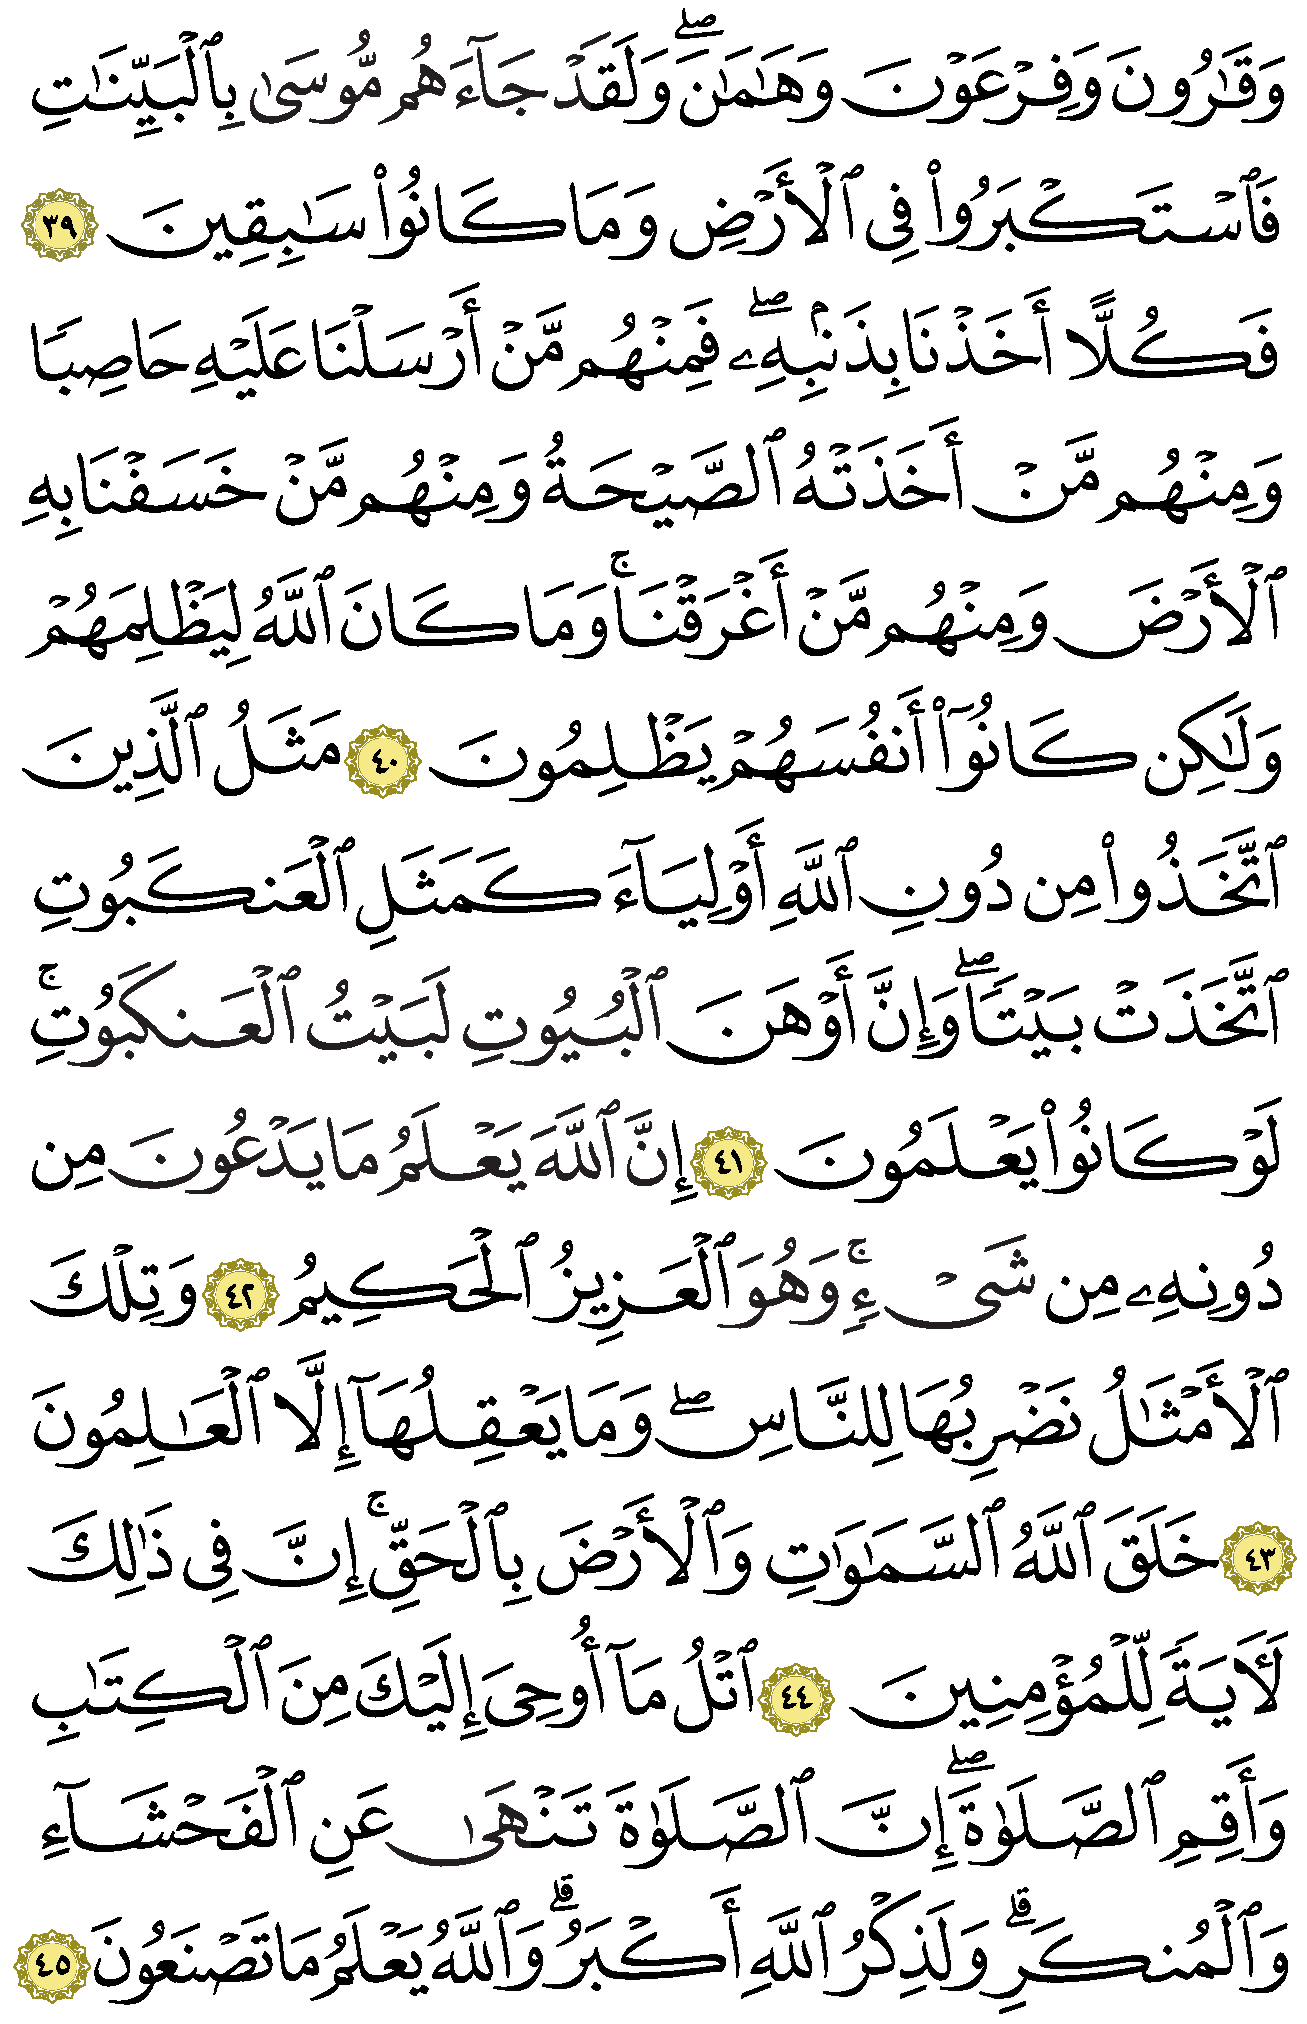 وَقَٰرُونَ وَفِرْعَوْنَ وَهَٰمَٰنَ ۖ وَلَقَدْ جَآءَهُم مُّوسَىٰ بِٱلْبَيِّنَٰتِ
فَٱسْتَكْبَرُوا۟ فِى ٱلْأَرْضِ وَمَا كَانُوا۟ سَٰبِقِينَ ٣٩
فَكُلًّا أَخَذْنَا بِذَنۢبِهِۦ ۖ فَمِنْهُم مَّنْ أَرْسَلْنَا عَلَيْهِ حَاصِبًا
وَمِنْهُم مَّنْ أَخَذَتْهُ ٱلصَّيْحَةُ وَمِنْهُم مَّنْ خَسَفْنَا بِهِ
ٱلْأَرْضَ وَمِنْهُم مَّنْ أَغْرَقْنَا ۚ وَمَا كَانَ ٱللَّهُ لِيَظْلِمَهُمْ
وَلَٰكِن كَانُوٓا۟ أَنفُسَهُمْ يَظْلِمُونَ ٤٠ مَثَلُ ٱلَّذِينَ
ٱتَّخَذُوا۟ مِن دُونِ ٱللَّهِ أَوْلِيَآءَ كَمَثَلِ ٱلْعَنكَبُوتِ
ٱتَّخَذَتْ بَيْتًا ۖ وَإِنَّ أَوْهَنَ ٱلْبُيُوتِ لَبَيْتُ ٱلْعَنكَبُوتِ ۚ
لَوْ كَانُوا۟ يَعْلَمُونَ ٤١ إِنَّ ٱللَّهَ يَعْلَمُ مَا يَدْعُونَ مِن
دُونِهِۦ مِن شَىْءٍ ۚ وَهُوَ ٱلْعَزِيزُ ٱلْحَكِيمُ ٤٢ وَتِلْكَ
ٱلْأَمْثَٰلُ نَضْرِبُهَا لِلنَّاسِ ۖ وَمَا يَعْقِلُهَآ إِلَّا ٱلْعَٰلِمُونَ
٤٣ خَلَقَ ٱللَّهُ ٱلسَّمَٰوَٰتِ وَٱلْأَرْضَ بِٱلْحَقِّ ۚ إِنَّ فِى ذَٰلِكَ
لَـَٔايَةً لِّلْمُؤْمِنِينَ ٤٤ ٱتْلُ مَآ أُوحِىَ إِلَيْكَ مِنَ ٱلْكِتَٰبِ
وَأَقِمِ ٱلصَّلَوٰةَ ۖ إِنَّ ٱلصَّلَوٰةَ تَنْهَىٰ عَنِ ٱلْفَحْشَآءِ
وَٱلْمُنكَرِ ۗ وَلَذِكْرُ ٱللَّهِ أَكْبَرُ ۗ وَٱللَّهُ يَعْلَمُ مَا تَصْنَعُونَ ٤٥